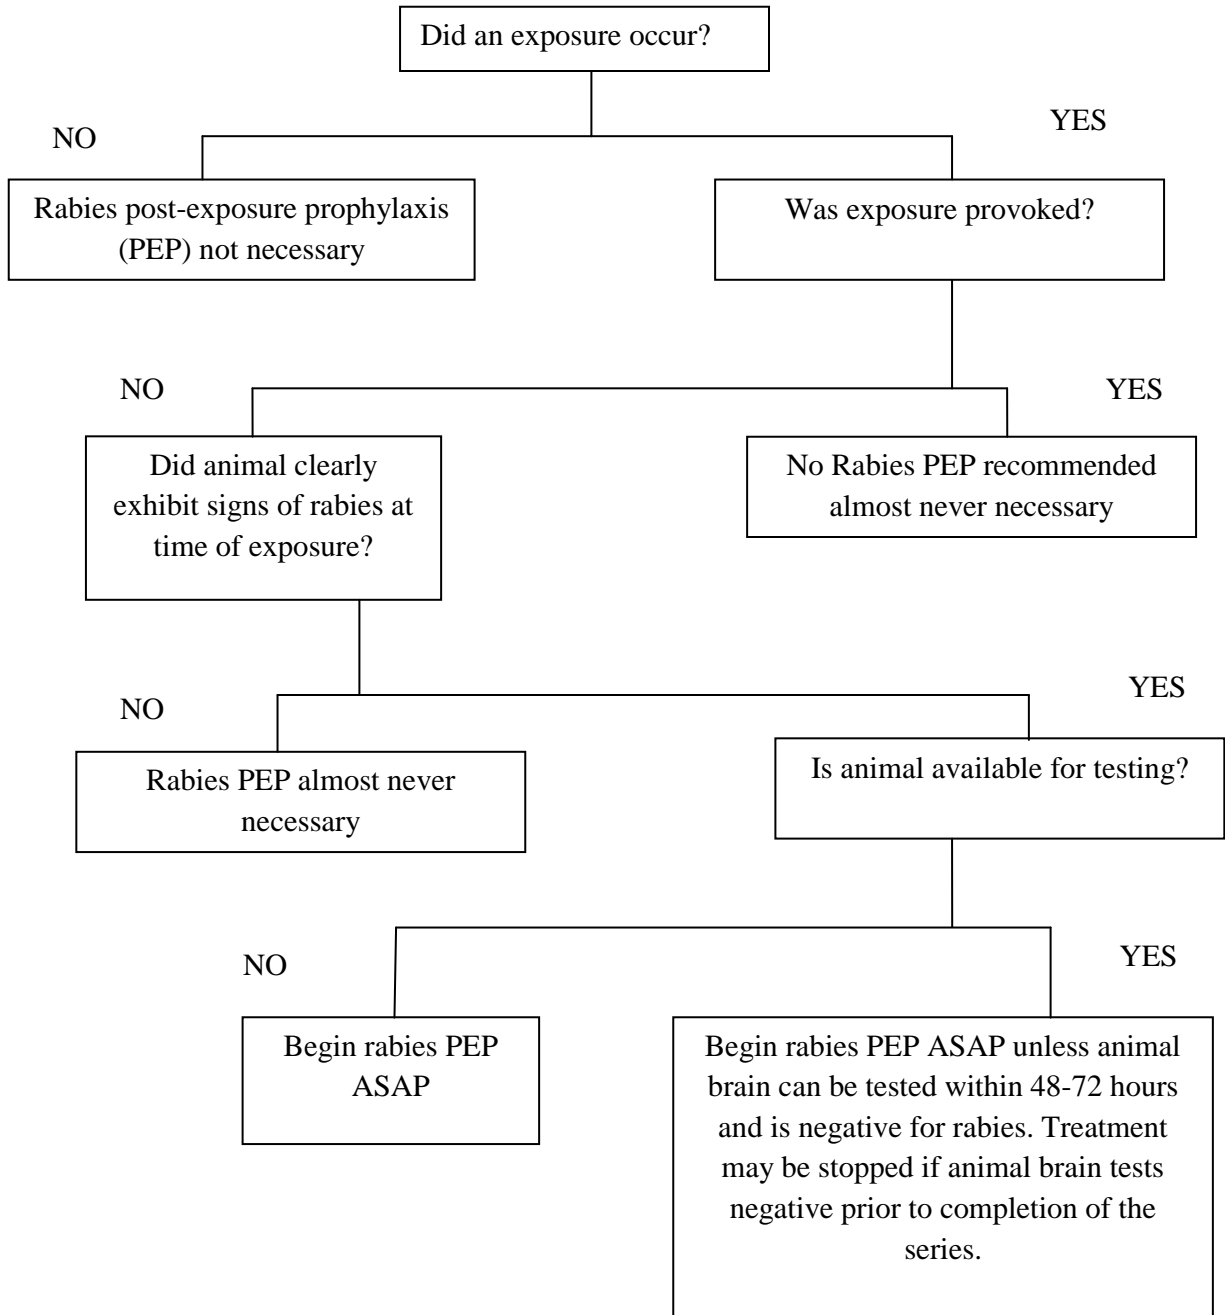 Did an exposure occur?
NO
YES
Rabies post-exposure prophylaxis
(PEP) not necessary
Was exposure provoked?
NO
YES
Did animal clearly
exhibit signs of rabies at
time of exposure?
No Rabies PEP recommended
almost never necessary
NO
YES
Rabies PEP almost never
necessary
Is animal available for testing?
NO
YES
Begin rabies PEP
ASAP
Begin rabies PEP ASAP unless animal
brain can be tested within 48-72 hours
and is negative for rabies. Treatment
may be stopped if animal brain tests
negative prior to completion of the
series.